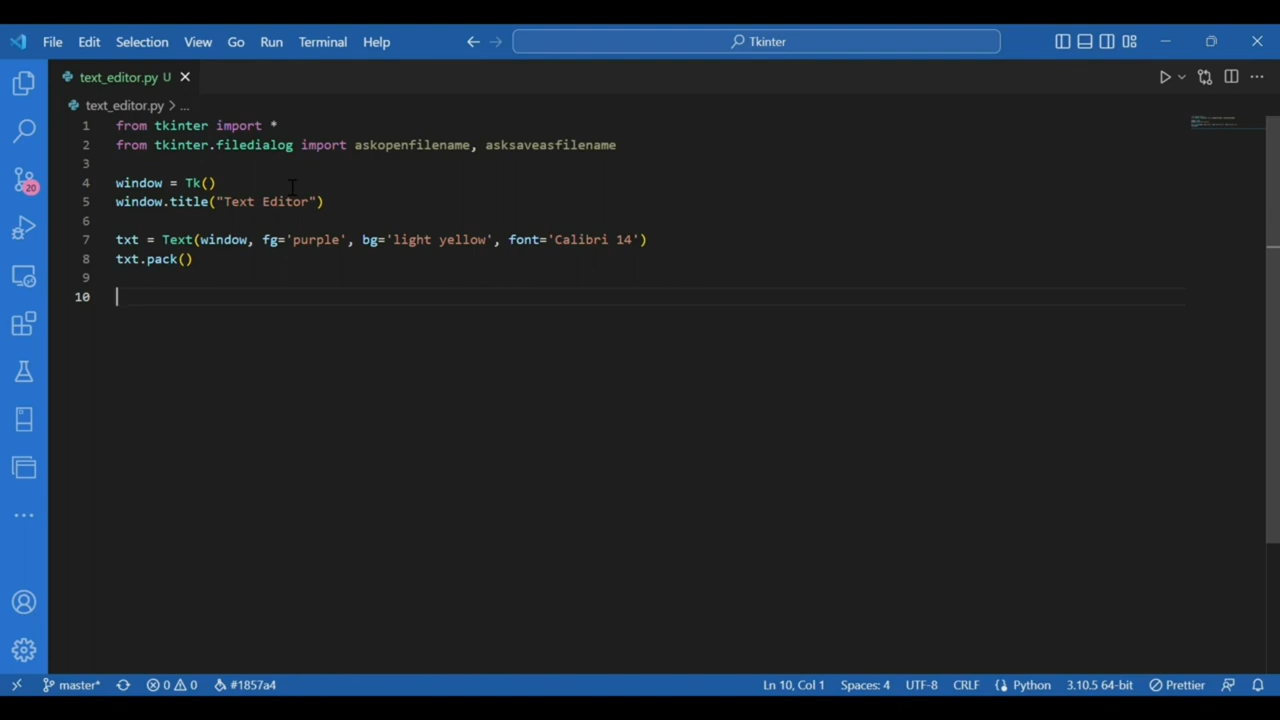 File Edit Selection View Go Run Terminal Help Tkinter
text_editor.py U
text_editor.py > ...
1 from tkinter import *
2 from tkinter.filedialog import askopenfilename, asksaveasfilename
3
4 window = Tk()
5 window.title("Text Editor")
6
7 txt = Text(window, fg='purple', bg='light yellow', font='Calibri 14')
8 txt.pack()
9
10
20
master* 0 0 #1857a4 Ln 10, Col 1 Spaces: 4 UTF-8 CRLF Python 3.10.5 64-bit Prettier